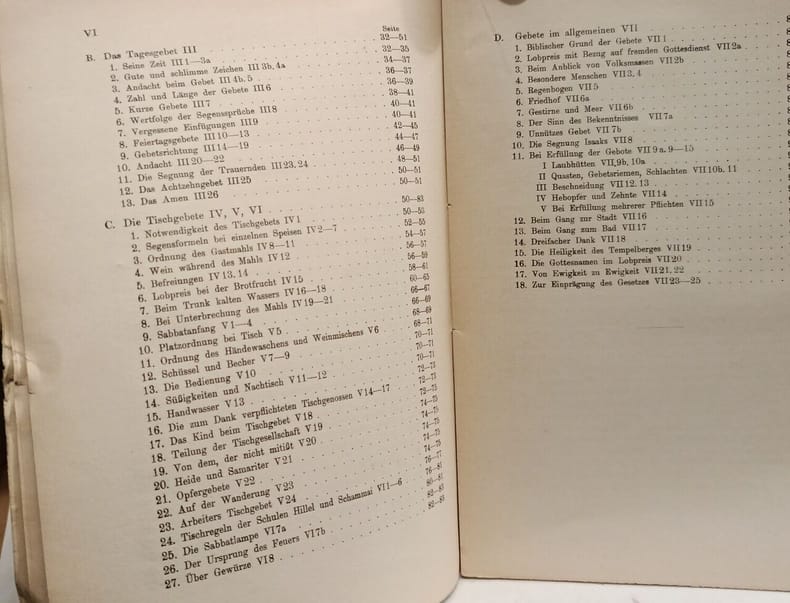 VI
Seite
B. Das Tagesgebet III 32—51
1. Seine Zeit III 1—3a 32—35
2. Gute und schlimme Zeichen III 3b, 4a 34—37
3. Andacht beim Gebet III 4b, 5 36—37
4. Zahl und Länge der Gebete III 6 36—39
5. Kurze Gebete III 7 38—41
6. Wertfolge der Segenssprüche III 8 40—41
7. Vergessene Einfügungen III 9 40—41
8. Feiertagsgebete III 10—13 42—45
9. Gebetsrichtung III 14—19 44—47
10. Andacht III 20—22 46—49
11. Die Segnung der Trauernden III 23, 24 48—51
12. Das Achtzehngebet III 25 50—51
13. Das Amen III 26 50—51
C. Die Tischgebete IV, V, VI 50—83
1. Notwendigkeit des Tischgebets IV 1 50—53
2. Segensformeln bei einzelnen Speisen IV 2—7 52—55
3. Ordnung des Gastmahls IV 8—11 54—57
4. Wein während des Mahls IV 12 56—57
5. Befreiungen IV 13, 14 56—59
6. Lobpreis bei der Brotfrucht IV 15 58—61
7. Beim Trunk kalten Wassers IV 16—18 60—65
8. Bei Unterbrechung des Mahls IV 19—21 66—67
9. Sabbatanfang V 1—4 66—69
10. Platzordnung bei Tisch V 5 68—69
11. Ordnung des Händewaschens und Weinmischens V 6 68—71
12. Schüssel und Becher V 7—9 70—71
13. Die Bedienung V 10 70—71
14. Süßigkeiten und Nachtisch V 11—12 70—71
15. Handwasser V 13 72—73
16. Die zum Dank verpflichteten Tischgenossen V 14—17 72—73
17. Das Kind beim Tischgebet V 18 72—73
18. Teilung der Tischgesellschaft V 19 74—75
19. Von dem, der nicht mitißt V 20 74—75
20. Heide und Samariter V 21 74—75
21. Opfergebete V 22 74—75
22. Auf der Wanderung V 23 74—75
23. Arbeiters Tischgebet V 24 76—77
24. Tischregeln der Schulen Hillel und Schammai VI 1—6 76—81
25. Die Sabbatlampe VI 7a 80—81
26. Der Ursprung des Feuers VI 7b 82—83
27. Über Gewürze VI 8 82—83
D. Gebete im allgemeinen VII
1. Biblischer Grund der Gebete VII 1
2. Lobpreis mit Bezug auf fremden Gottesdienst VII 2a
3. Beim Anblick von Volksmassen VII 2b
4. Besondere Menschen VII 3, 4
5. Regenbogen VII 5
6. Friedhof VII 6a
7. Gestirne und Meer VII 6b
8. Der Sinn des Bekenntnisses VII 7a
9. Unnützes Gebet VII 7b
10. Die Segnung Isaaks VII 8
11. Bei Erfüllung der Gebote VII 9a. 9—15
I Laubhütten VII 9b, 10a
II Quasten, Gebetsriemen, Schlachten VII 10b. 11
III Beschneidung VII 12. 13
IV Hebopfer und Zehnte VII 14
V Bei Erfüllung mehrerer Pflichten VII 15
12. Beim Gang zur Stadt VII 16
13. Beim Gang zum Bad VII 17
14. Dreifacher Dank VII 18
15. Die Heiligkeit des Tempelberges VII 19
16. Die Gottesnamen im Lobpreis VII 20
17. Von Ewigkeit zu Ewigkeit VII 21. 22
18. Zur Einprägung des Gesetzes VII 23—25